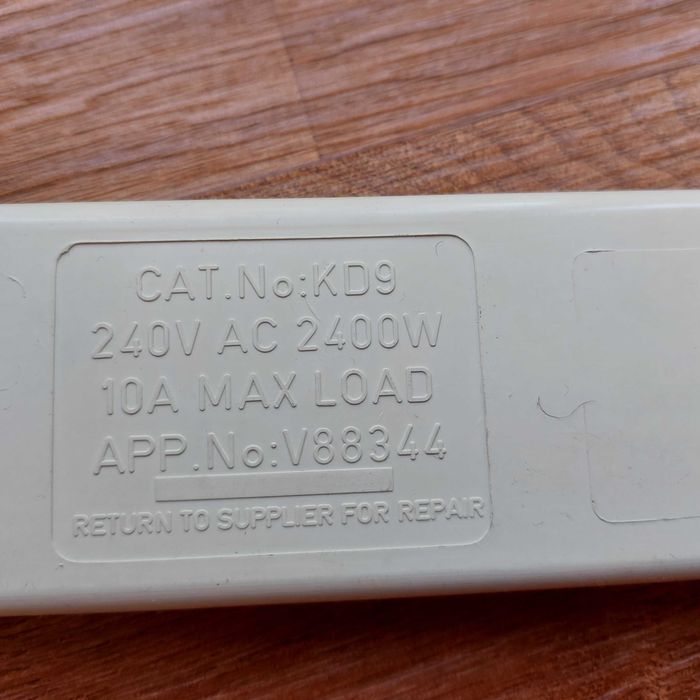 CAT.No:KD9
240V AC 2400W
10A MAX LOAD
APP.No:V88344
RETURN TO SUPPLIER FOR REPAIR